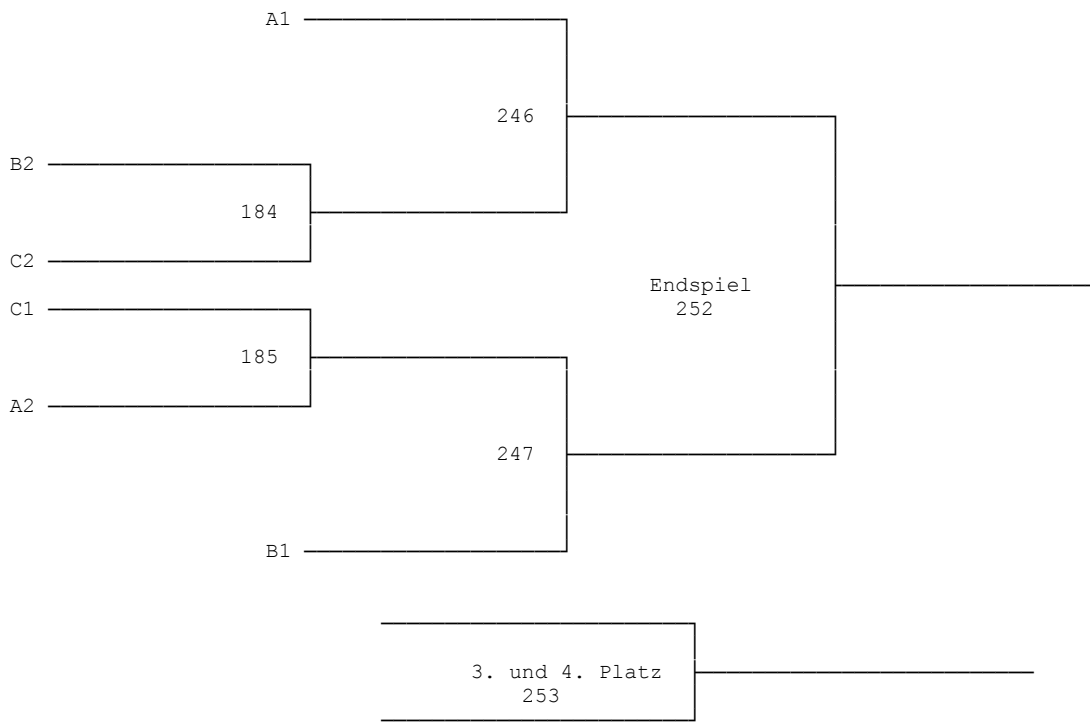 A1
246
B2
184
C2
Endspiel
C1
252
185
A2
247
B1
3. und 4. Platz
253